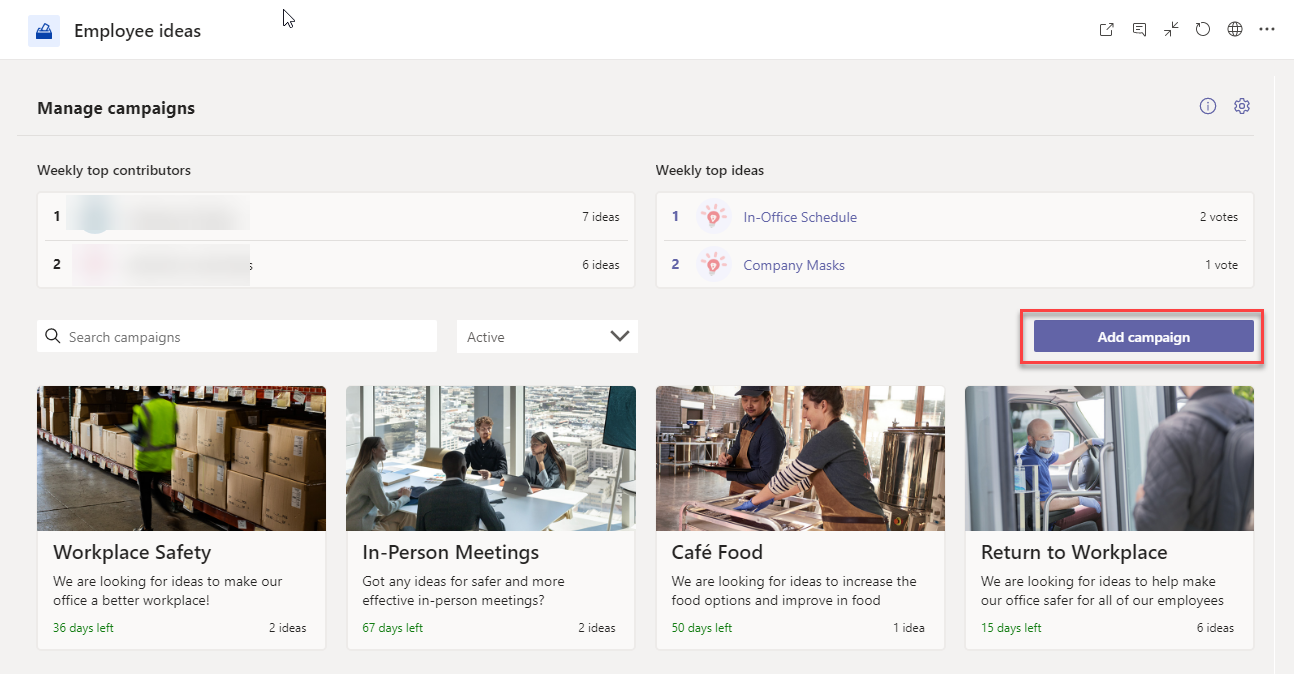 Employee ideas
Manage campaigns
Weekly top contributors
1
7 ideas
2
6 ideas
Weekly top ideas
1 In-Office Schedule 2 votes
2 Company Masks 1 vote
Search campaigns
Active
Add campaign
Workplace Safety
We are looking for ideas to make our
office a better workplace!
36 days left 2 ideas
In-Person Meetings
Got any ideas for safer and more
effective in-person meetings?
67 days left 2 ideas
Café Food
We are looking for ideas to increase the
food options and improve in food
50 days left 1 idea
Return to Workplace
We are looking for ideas to help make
our office safer for all of our employees
15 days left 6 ideas